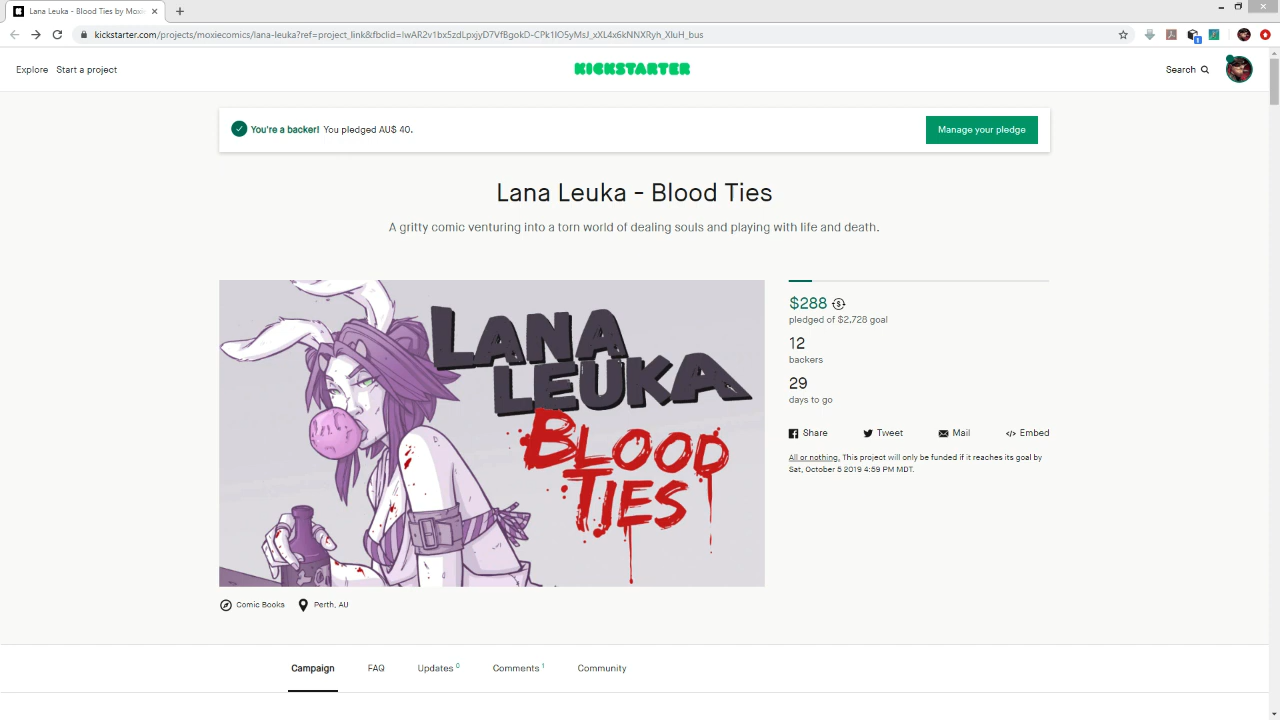 Lana Leuka - Blood Ties by Moxi
kickstarter.com/projects/moxiecomics/lana-leuka?ref=project_link&fbclid=IwAR2v1bx5zdLpxjyD7VfBgokD-CPk1IO5yMsJ_xXL4x6kNNXRyh_XIuH_bus
Explore Start a project
KICKSTARTER
Search
You're a backer! You pledged AU$ 40.
Manage your pledge
Lana Leuka - Blood Ties
A gritty comic venturing into a torn world of dealing souls and playing with life and death.
LANA
LEUKA
BLOOD
TIES
$288
pledged of $2,728 goal
12
backers
29
days to go
Share Tweet Mail Embed
All or nothing. This project will only be funded if it reaches its goal by
Sat, October 5 2019 4:59 PM MDT.
Comic Books Perth, AU
Campaign FAQ Updates 0 Comments 1 Community